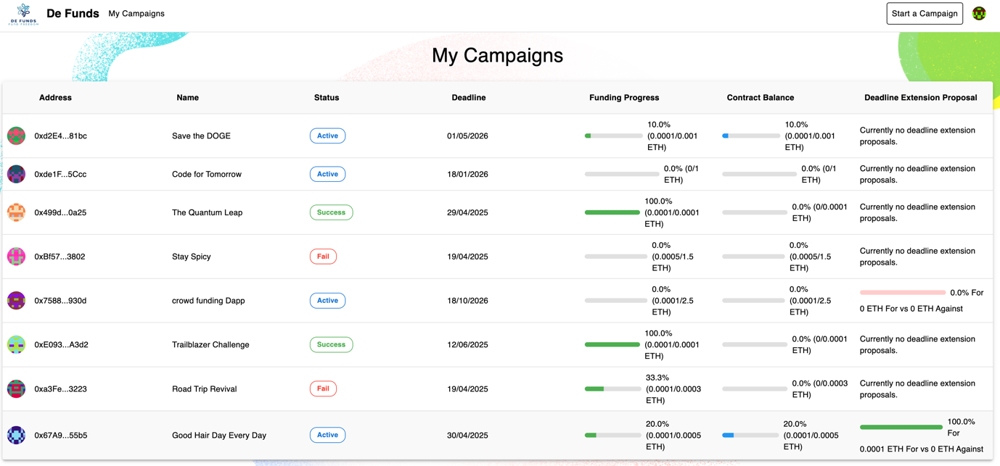 DE FUNDS
FUTR FREEDOM
De Funds
My Campaigns
Start a Campaign
My Campaigns
Address
Name
Status
Deadline
Funding Progress
Contract Balance
Deadline Extension Proposal
0xd2E4...81bc
Save the DOGE
Active
01/05/2026
10.0%
(0.0001/0.001
ETH)
10.0%
(0.0001/0.001
ETH)
Currently no deadline extension
proposals.
0xde1F...5Ccc
Code for Tomorrow
Active
18/01/2026
0.0% (0/1
ETH)
0.0% (0/1
ETH)
Currently no deadline extension
proposals.
0x499d...0a25
The Quantum Leap
Success
29/04/2025
100.0%
(0.0001/0.0001
ETH)
0.0% (0/0.0001
ETH)
Currently no deadline extension
proposals.
0xBf57...3802
Stay Spicy
Fail
19/04/2025
0.0%
(0.0005/1.5
ETH)
0.0%
(0.0005/1.5
ETH)
Currently no deadline extension
proposals.
0x7588...930d
crowd funding Dapp
Active
18/10/2026
0.0%
(0.0001/2.5
ETH)
0.0%
(0.0001/2.5
ETH)
0.0% For
0 ETH For vs 0 ETH Against
0xE093...A3d2
Trailblazer Challenge
Success
12/06/2025
100.0%
(0.0001/0.0001
ETH)
0.0% (0/0.0001
ETH)
Currently no deadline extension
proposals.
0xa3Fe...3223
Road Trip Revival
Fail
19/04/2025
33.3%
(0.0001/0.0003
ETH)
0.0% (0/0.0003
ETH)
Currently no deadline extension
proposals.
0x67A9...55b5
Good Hair Day Every Day
Active
30/04/2025
20.0%
(0.0001/0.0005
ETH)
20.0%
(0.0001/0.0005
ETH)
100.0%
For
0.0001 ETH For vs 0 ETH Against